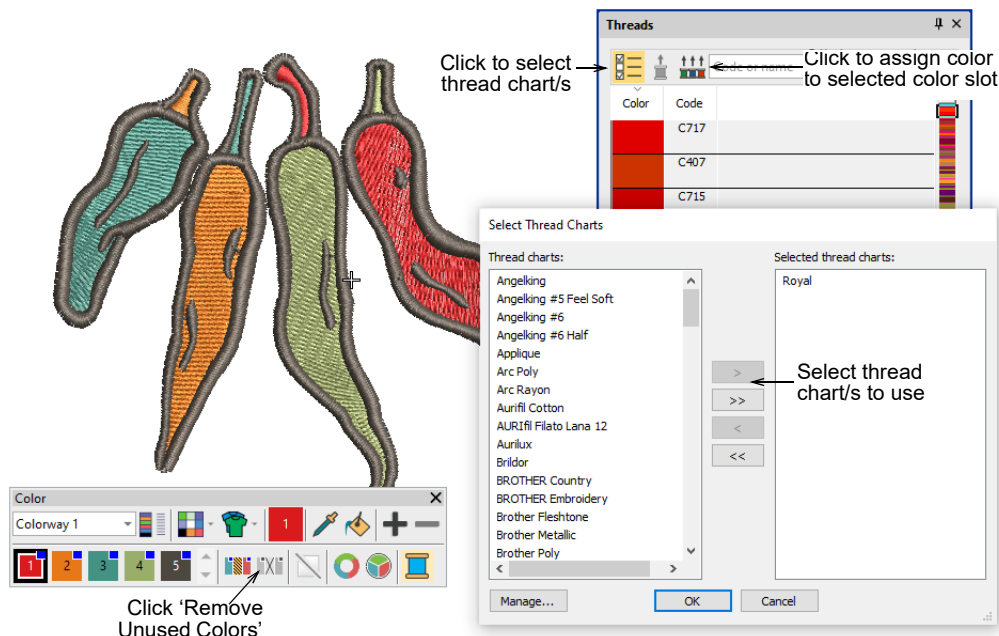 Threads
Click to select
thread chart/s
Click to assign color
to selected color slot
Code or name
Color
Code
C717
C407
C715
Select Thread Charts
Thread charts:
Selected thread charts:
Angelking
Angelking #5 Feel Soft
Angelking #6
Angelking #6 Half
Applique
Arc Poly
Arc Rayon
Aurifil Cotton
AURIfil Filato Lana 12
Aurilux
Brildor
BROTHER Country
BROTHER Embroidery
Brother Fleshtone
Brother Metallic
Brother Poly
Royal
>
>>
<
<<
Select thread
chart/s to use
Manage...
OK
Cancel
Color
Colorway 1
1
1 2 3 4 5
Click ‘Remove
Unused Colors’